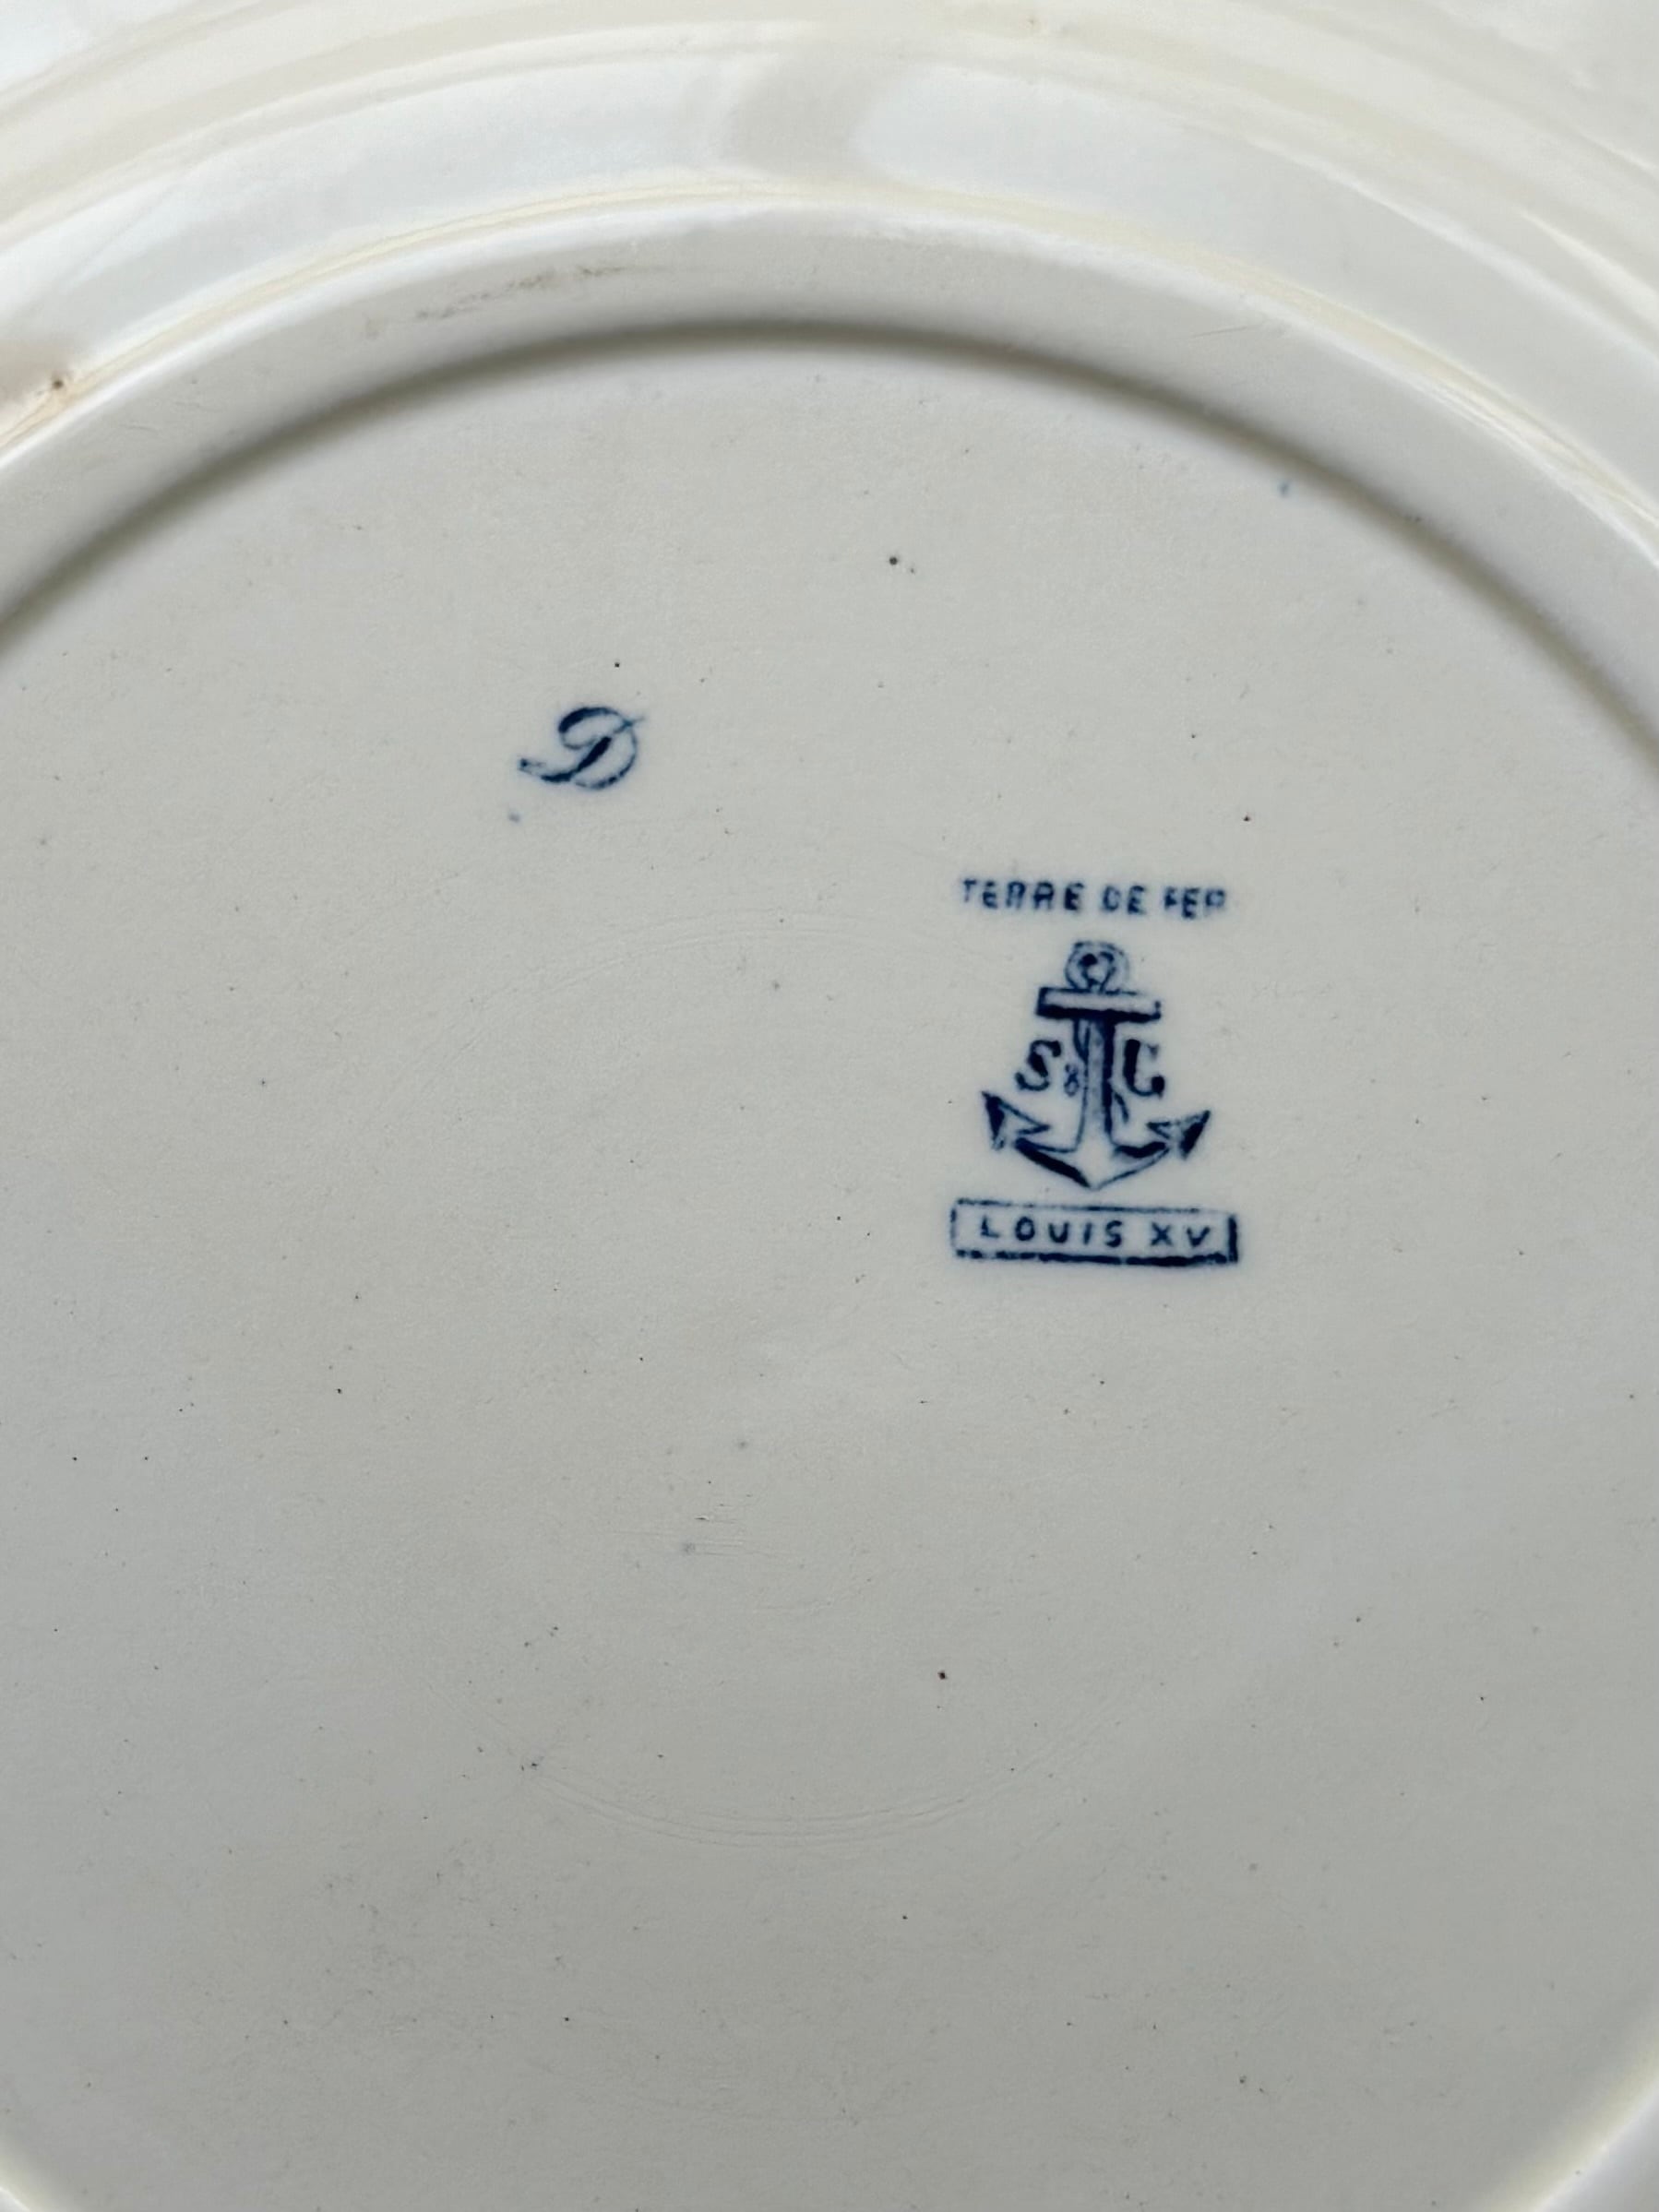 D
TERRE DE FER
S & C
LOUIS XV